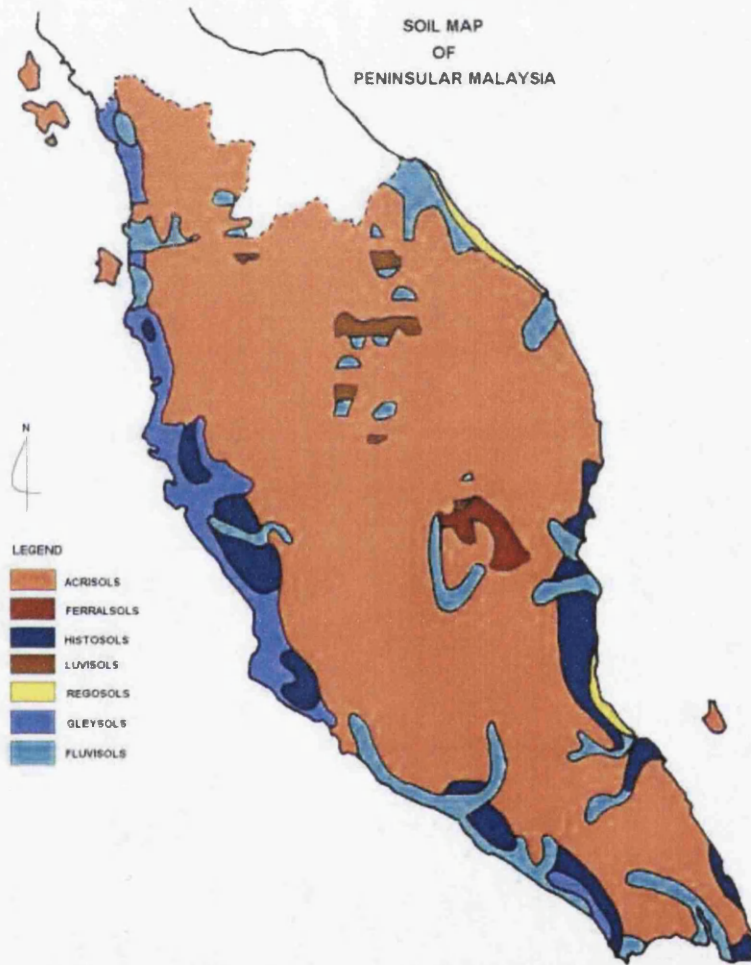 SOIL MAP
OF
PENINSULAR MALAYSIA
N
LEGEND
ACRISOLS
FERRALSOLS
HISTOSOLS
LUVISOLS
REGOSOLS
GLEYSOLS
FLUVISOLS